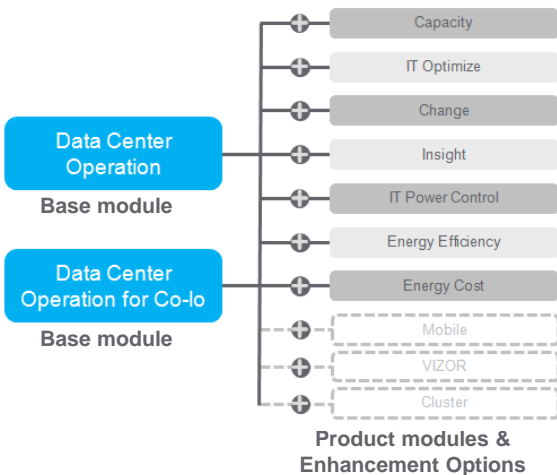 Capacity
IT Optimize
Change
Data Center
Operation
Insight
Base module
IT Power Control
Energy Efficiency
Data Center
Operation for Co-lo
Energy Cost
Base module
Mobile
VIZOR
Cluster
Product modules &
Enhancement Options